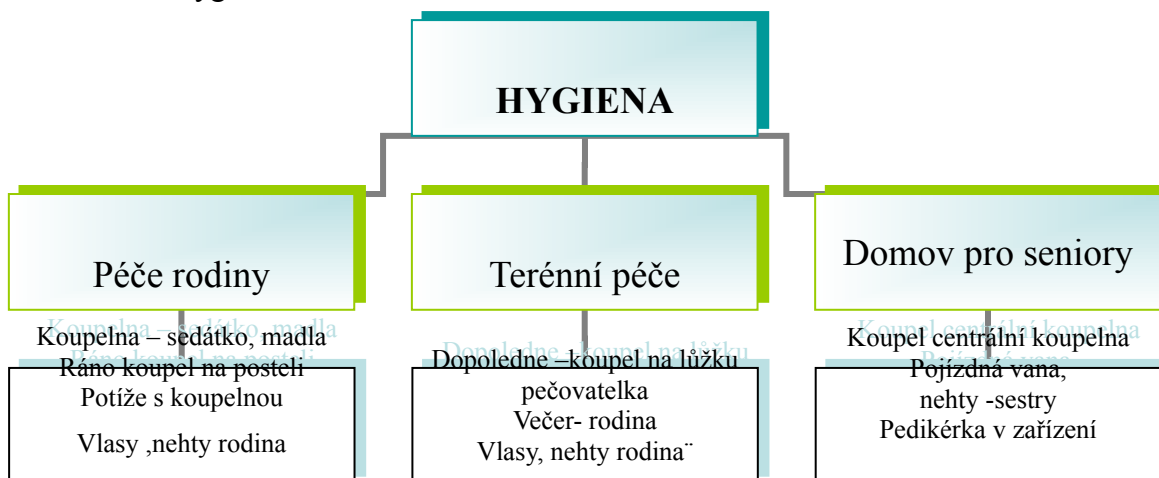 HYGIENA
Péče rodiny
Koupelna – sedátko, madla
Ráno koupel na posteli
Potíže s koupelnou
Vlasy ,nehty rodina
Terénní péče
Dopoledne –koupel na lůžku
pečovatelka
Večer- rodina
Vlasy, nehty rodina¨
Domov pro seniory
Koupel centrální koupelna
Pojízdná vana,
nehty -sestry
Pedikérka v zařízení